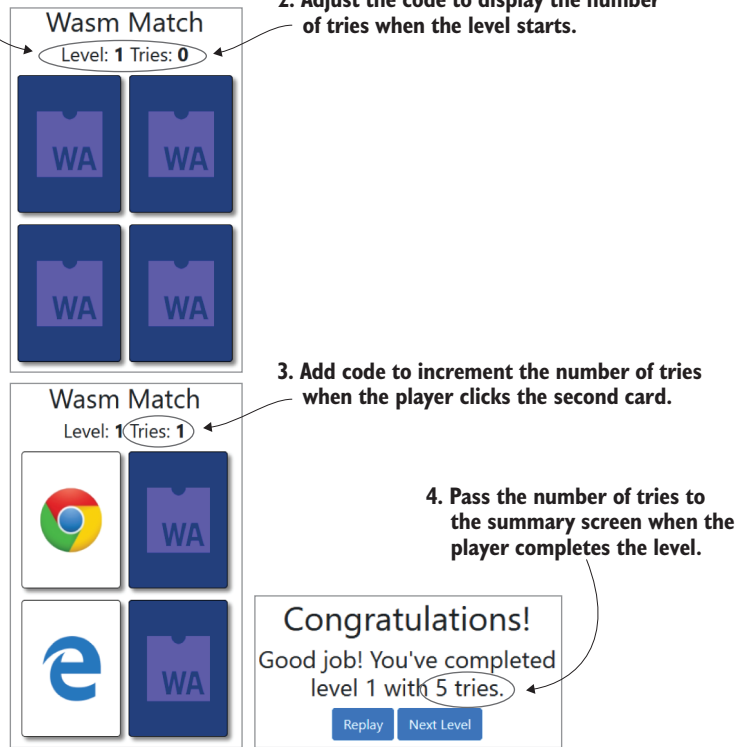 2. Adjust the code to display the number
of tries when the level starts.
Wasm Match
Level: 1 Tries: 0
WA
WA
WA
WA
3. Add code to increment the number of tries
when the player clicks the second card.
Wasm Match
Level: 1 Tries: 1
WA
WA
4. Pass the number of tries to
the summary screen when the
player completes the level.
Congratulations!
Good job! You've completed
level 1 with 5 tries.
Replay
Next Level